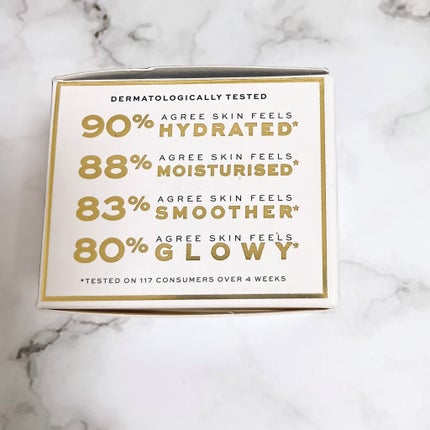 DERMATOLOGICALLY TESTED
90% AGREE SKIN FEELS
HYDRATED*
88% AGREE SKIN FEELS
MOISTURISED*
83% AGREE SKIN FEELS
SMOOTHER*
80% AGREE SKIN FEELS
GLOWY*
*TESTED ON 117 CONSUMERS OVER 4 WEEKS